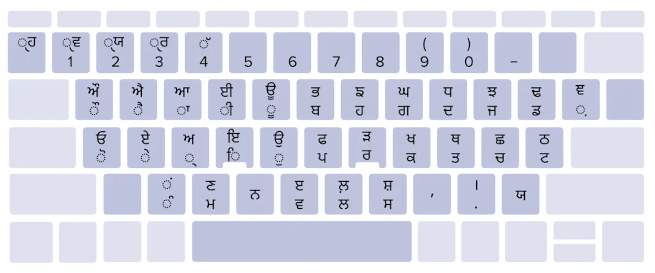 ੍ਹ ੍ਵ ੍ਯ ੍ਰ ੱ ( )
1 2 3 4 5 6 7 8 9 0 –
ਔ ਐ ਆ ਈ ਊ ਭ ਙ ਘ ਧ ਝ ਢ ਞ
ੌ ੈ ਾ ੀ ੂ ਬ ਹ ਗ ਦ ਜ ਡ ਼
ਓ ਏ ਅ ਇ ਉ ਫ ੜ ਖ ਥ ਛ ਠ
ੋ ੇ ੍ ਿ ੁ ਪ ਰ ਕ ਤ ਚ ਟ
ਂ ਣ ੲ ਲ਼ ਸ਼ ।
ੰ ਮ ਨ ਵ ਲ ਸ , . ਯ